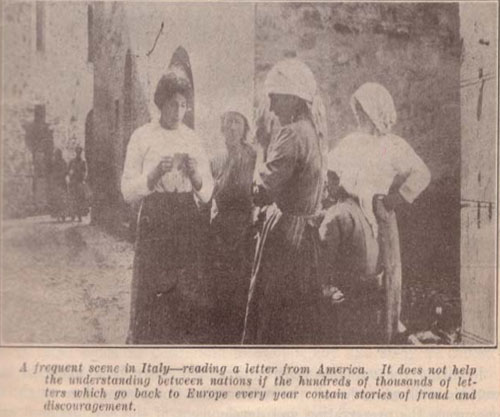 A frequent scene in Italy—reading a letter from America. It does not help
the understanding between nations if the hundreds of thousands of let-
ters which go back to Europe every year contain stories of fraud and
discouragement.